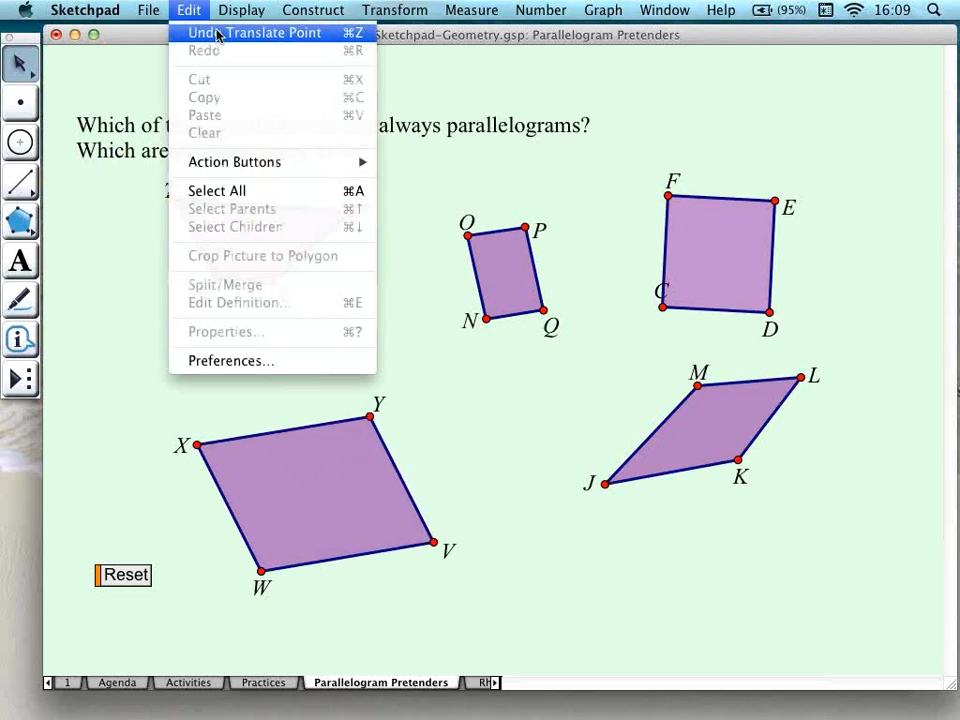 Sketchpad File Edit Display Construct Transform Measure Number Graph Window Help (95%) 16:09
Sketchpad-Geometry.gsp: Parallelogram Pretenders
Undo Translate Point ⌘Z
Redo ⌘R
Cut ⌘X
Copy ⌘C
Paste ⌘V
Clear
Action Buttons
Select All ⌘A
Select Parents ⌘↑
Select Children ⌘↓
Crop Picture to Polygon
Split/Merge
Edit Definition... ⌘E
Properties... ⌘?
Preferences...
Which of always parallelograms?
Which are
F
E
O
P
C
N
Q
D
M
L
Y
X
J
K
V
W
A
Reset
1 Agenda Activities Practices Parallelogram Pretenders Rh